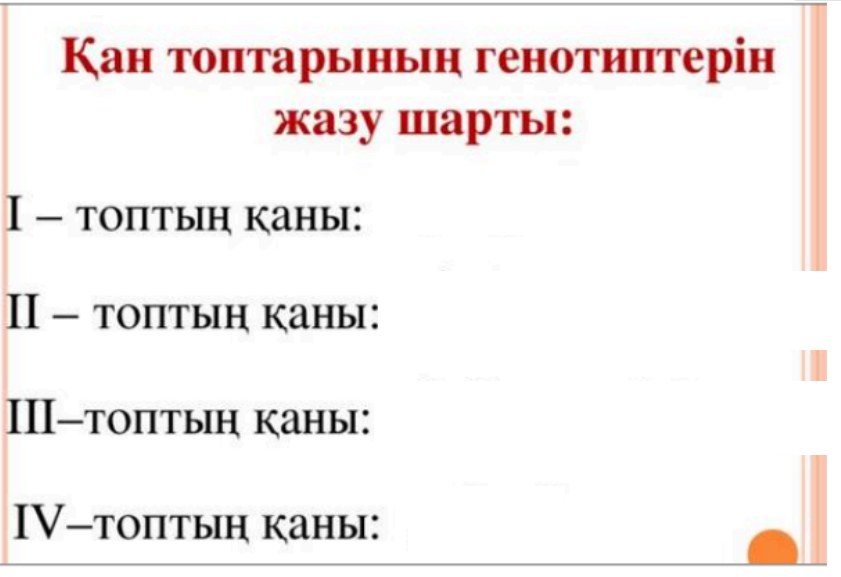 Қан топтарының генотиптерін
жазу шарты:
I – топтың қаны:
II – топтың қаны:
III–топтың қаны:
IV–топтың қаны: